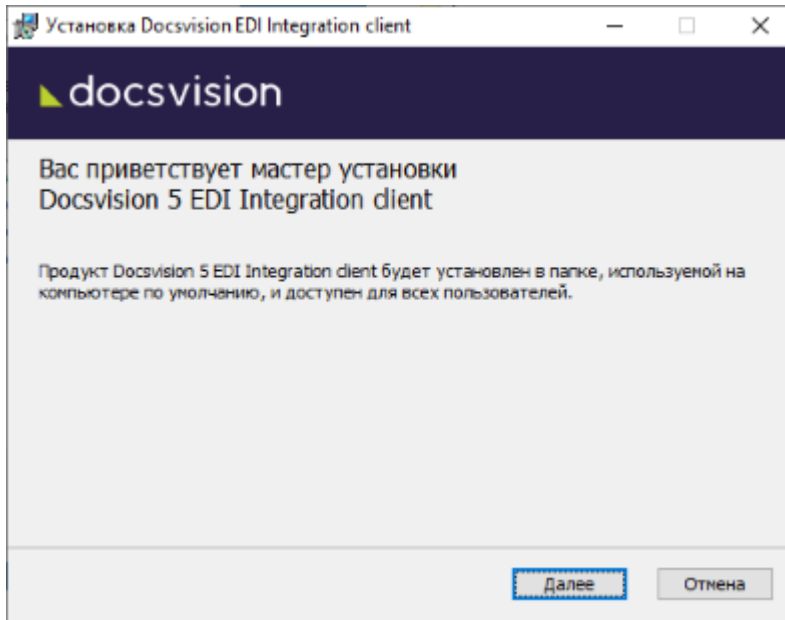 Установка Docsvision EDI Integration client
docsvision
Вас приветствует мастер установки
Docsvision 5 EDI Integration client
Продукт Docsvision 5 EDI Integration client будет установлен в папке, используемой на
компьютере по умолчанию, и доступен для всех пользователей.
Далее
Отмена